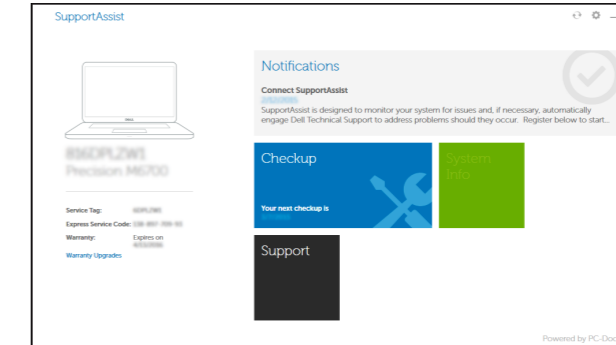 SupportAssist
Notifications
Connect SupportAssist
SupportAssist is designed to monitor your system for issues and, if necessary, automatically
engage Dell Technical Support to address problems should they occur. Register below to start...
DELL
Precision M6700
Checkup
System
Info
Your next checkup is
Service Tag:
Express Service Code:
Warranty: Expires on
Warranty Upgrades
Support
Powered by PC-Doc